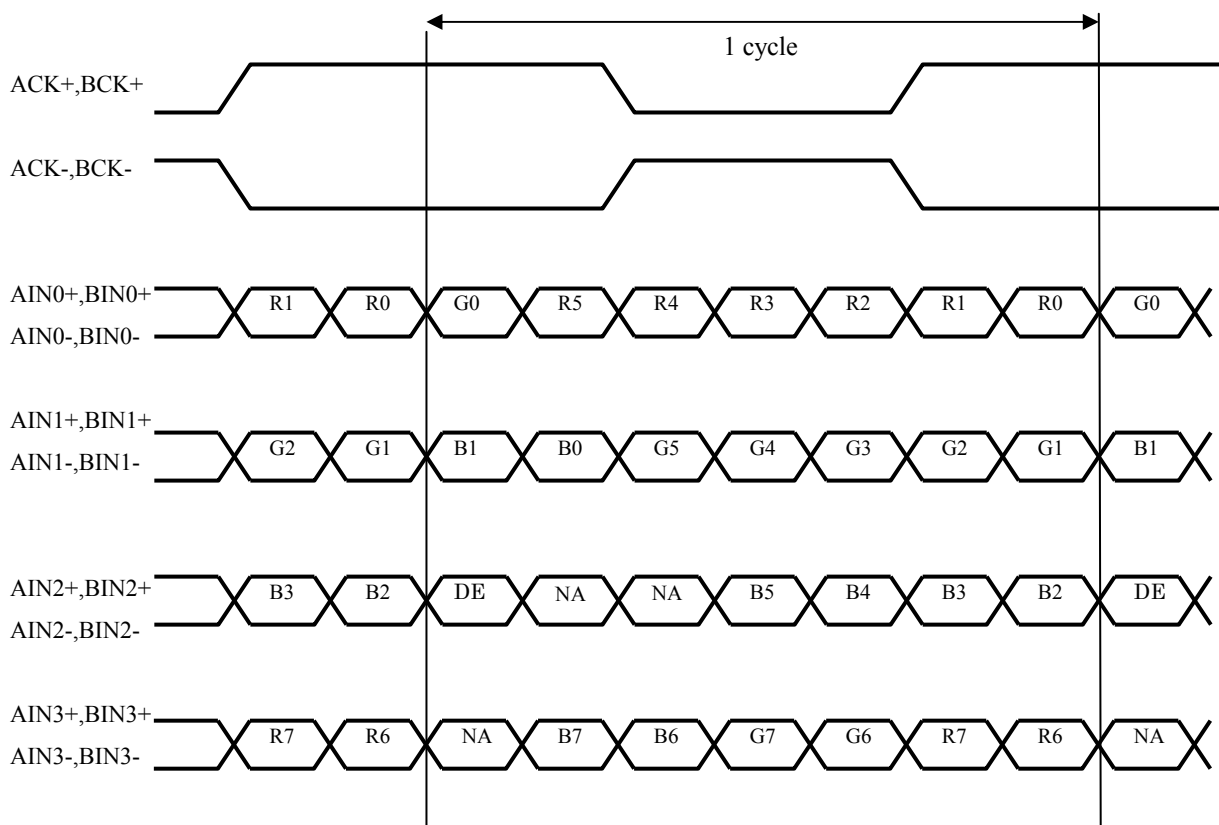 1 cycle
ACK+,BCK+
ACK-,BCK-
AIN0+,BIN0+
R1 R0 G0 R5 R4 R3 R2 R1 R0 G0
AIN0-,BIN0-
AIN1+,BIN1+
G2 G1 B1 B0 G5 G4 G3 G2 G1 B1
AIN1-,BIN1-
AIN2+,BIN2+
B3 B2 DE NA NA B5 B4 B3 B2 DE
AIN2-,BIN2-
AIN3+,BIN3+
R7 R6 NA B7 B6 G7 G6 R7 R6 NA
AIN3-,BIN3-